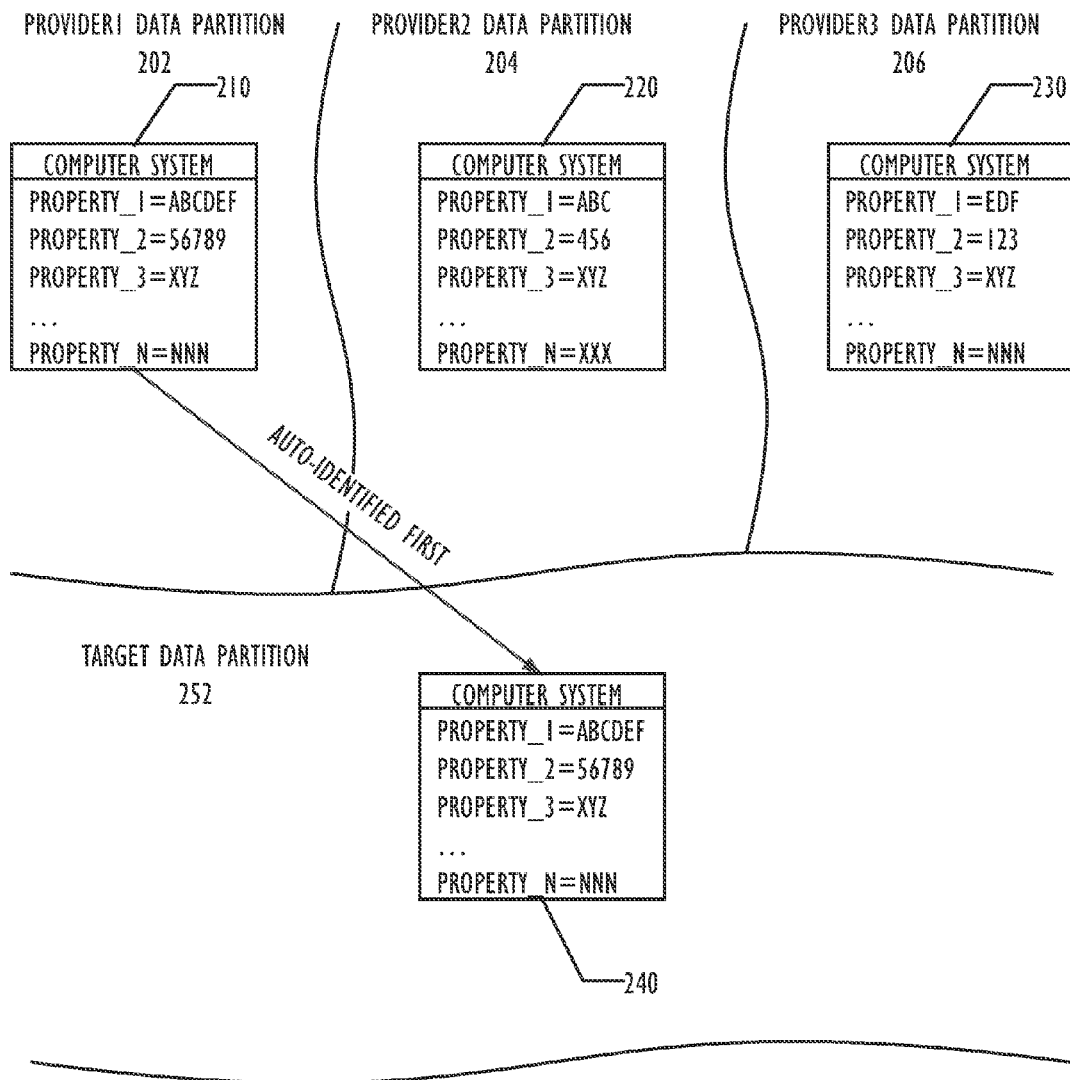 PROVIDER1 DATA PARTITION
202
210
COMPUTER SYSTEM
PROPERTY_1=ABCDEF
PROPERTY_2=56789
PROPERTY_3=XYZ
...
PROPERTY_N=NNN
PROVIDER2 DATA PARTITION
204
220
COMPUTER SYSTEM
PROPERTY_1=ABC
PROPERTY_2=456
PROPERTY_3=XYZ
...
PROPERTY_N=XXX
PROVIDER3 DATA PARTITION
206
230
COMPUTER SYSTEM
PROPERTY_1=EDF
PROPERTY_2=123
PROPERTY_3=XYZ
...
PROPERTY_N=NNN
AUTO-IDENTIFIED FIRST
TARGET DATA PARTITION
252
COMPUTER SYSTEM
PROPERTY_1=ABCDEF
PROPERTY_2=56789
PROPERTY_3=XYZ
...
PROPERTY_N=NNN
240